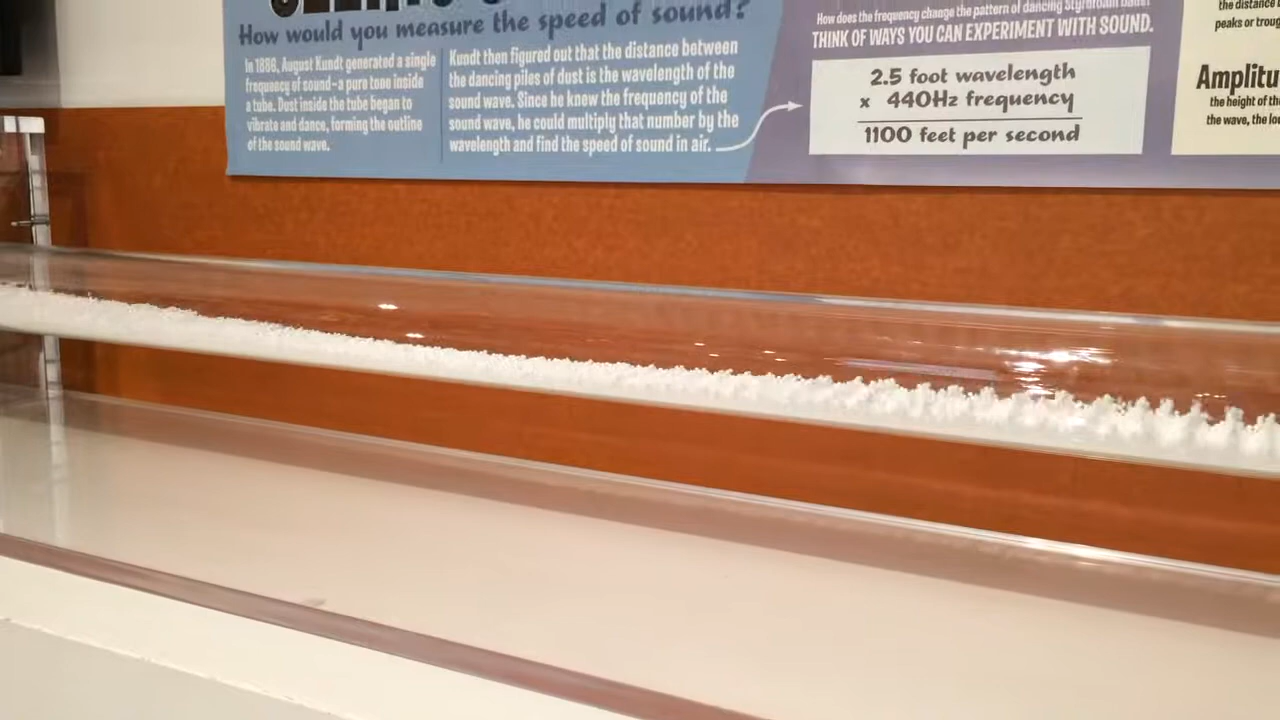 How would you measure the speed of sound?
In 1886, August Kundt generated a single
frequency of sound–a pure tone inside
a tube. Dust inside the tube began to
vibrate and dance, forming the outline
of the sound wave.
Kundt then figured out that the distance between
the dancing piles of dust is the wavelength of the
sound wave. Since he knew the frequency of the
sound wave, he could multiply that number by the
wavelength and find the speed of sound in air.
How does the frequency change the pattern of dancing Styrofoam
THINK OF WAYS YOU CAN EXPERIMENT WITH SOUND.
2.5 foot wavelength
x 440Hz frequency
1100 feet per second
the distance
peaks or
Amplitu
the height of
the wave, the